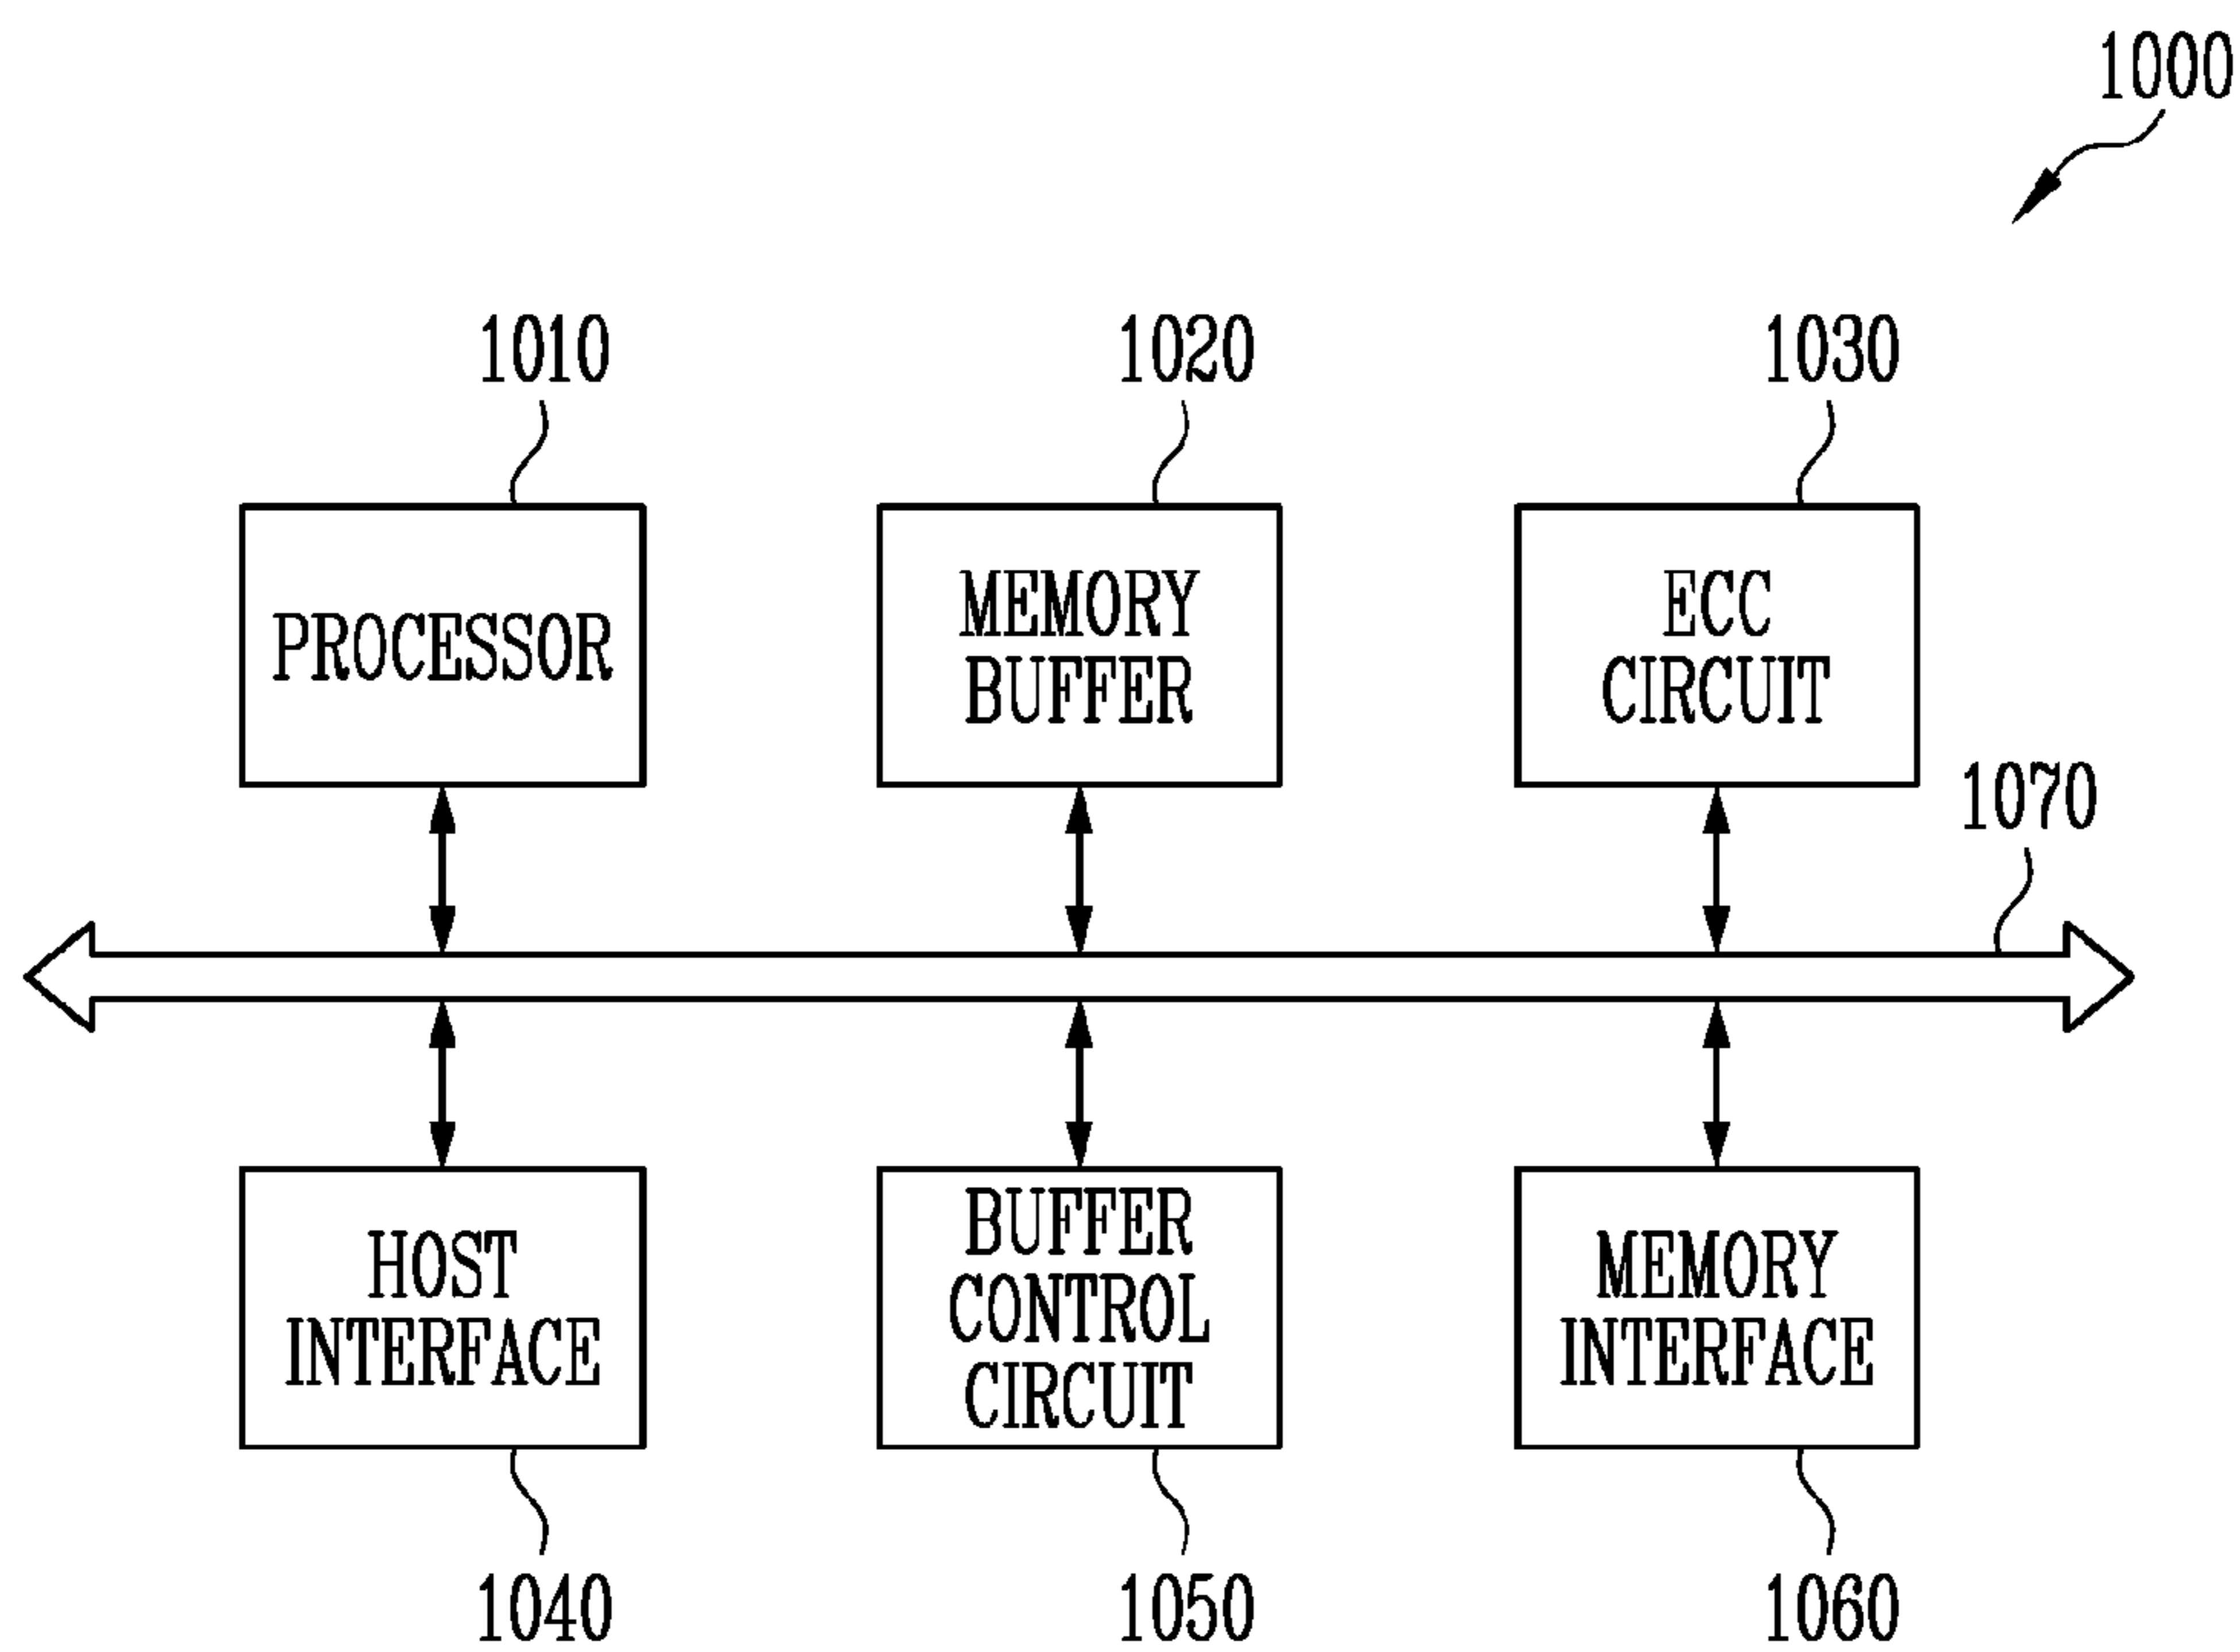 1000
1010
1020
1030
PROCESSOR
MEMORY
BUFFER
ECC
CIRCUIT
1070
HOST
INTERFACE
BUFFER
CONTROL
CIRCUIT
MEMORY
INTERFACE
1040
1050
1060